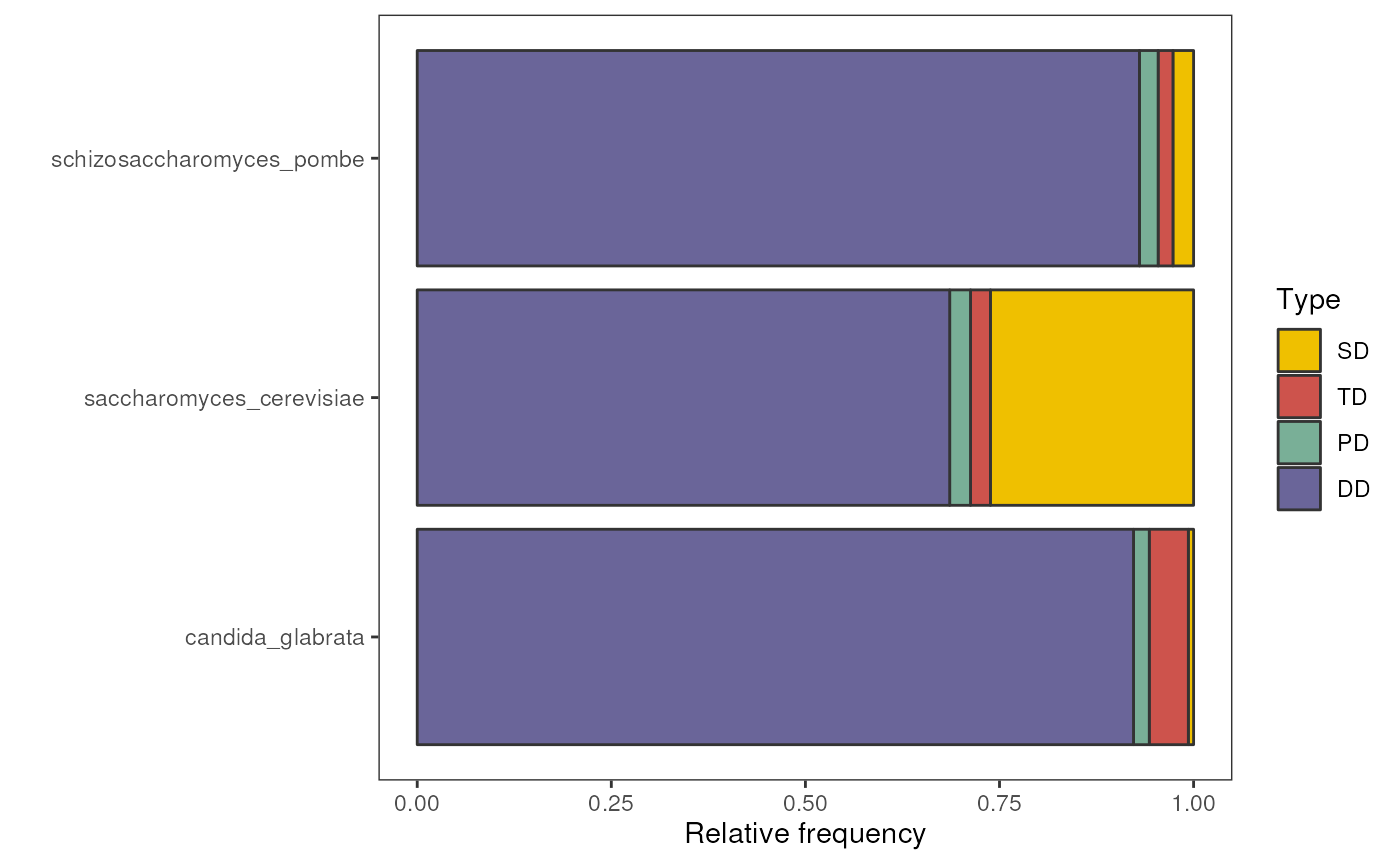 schizosaccharomyces_pombe
saccharomyces_cerevisiae
candida_glabrata
0.00 0.25 0.50 0.75 1.00
Relative frequency
Type
SD
TD
PD
DD